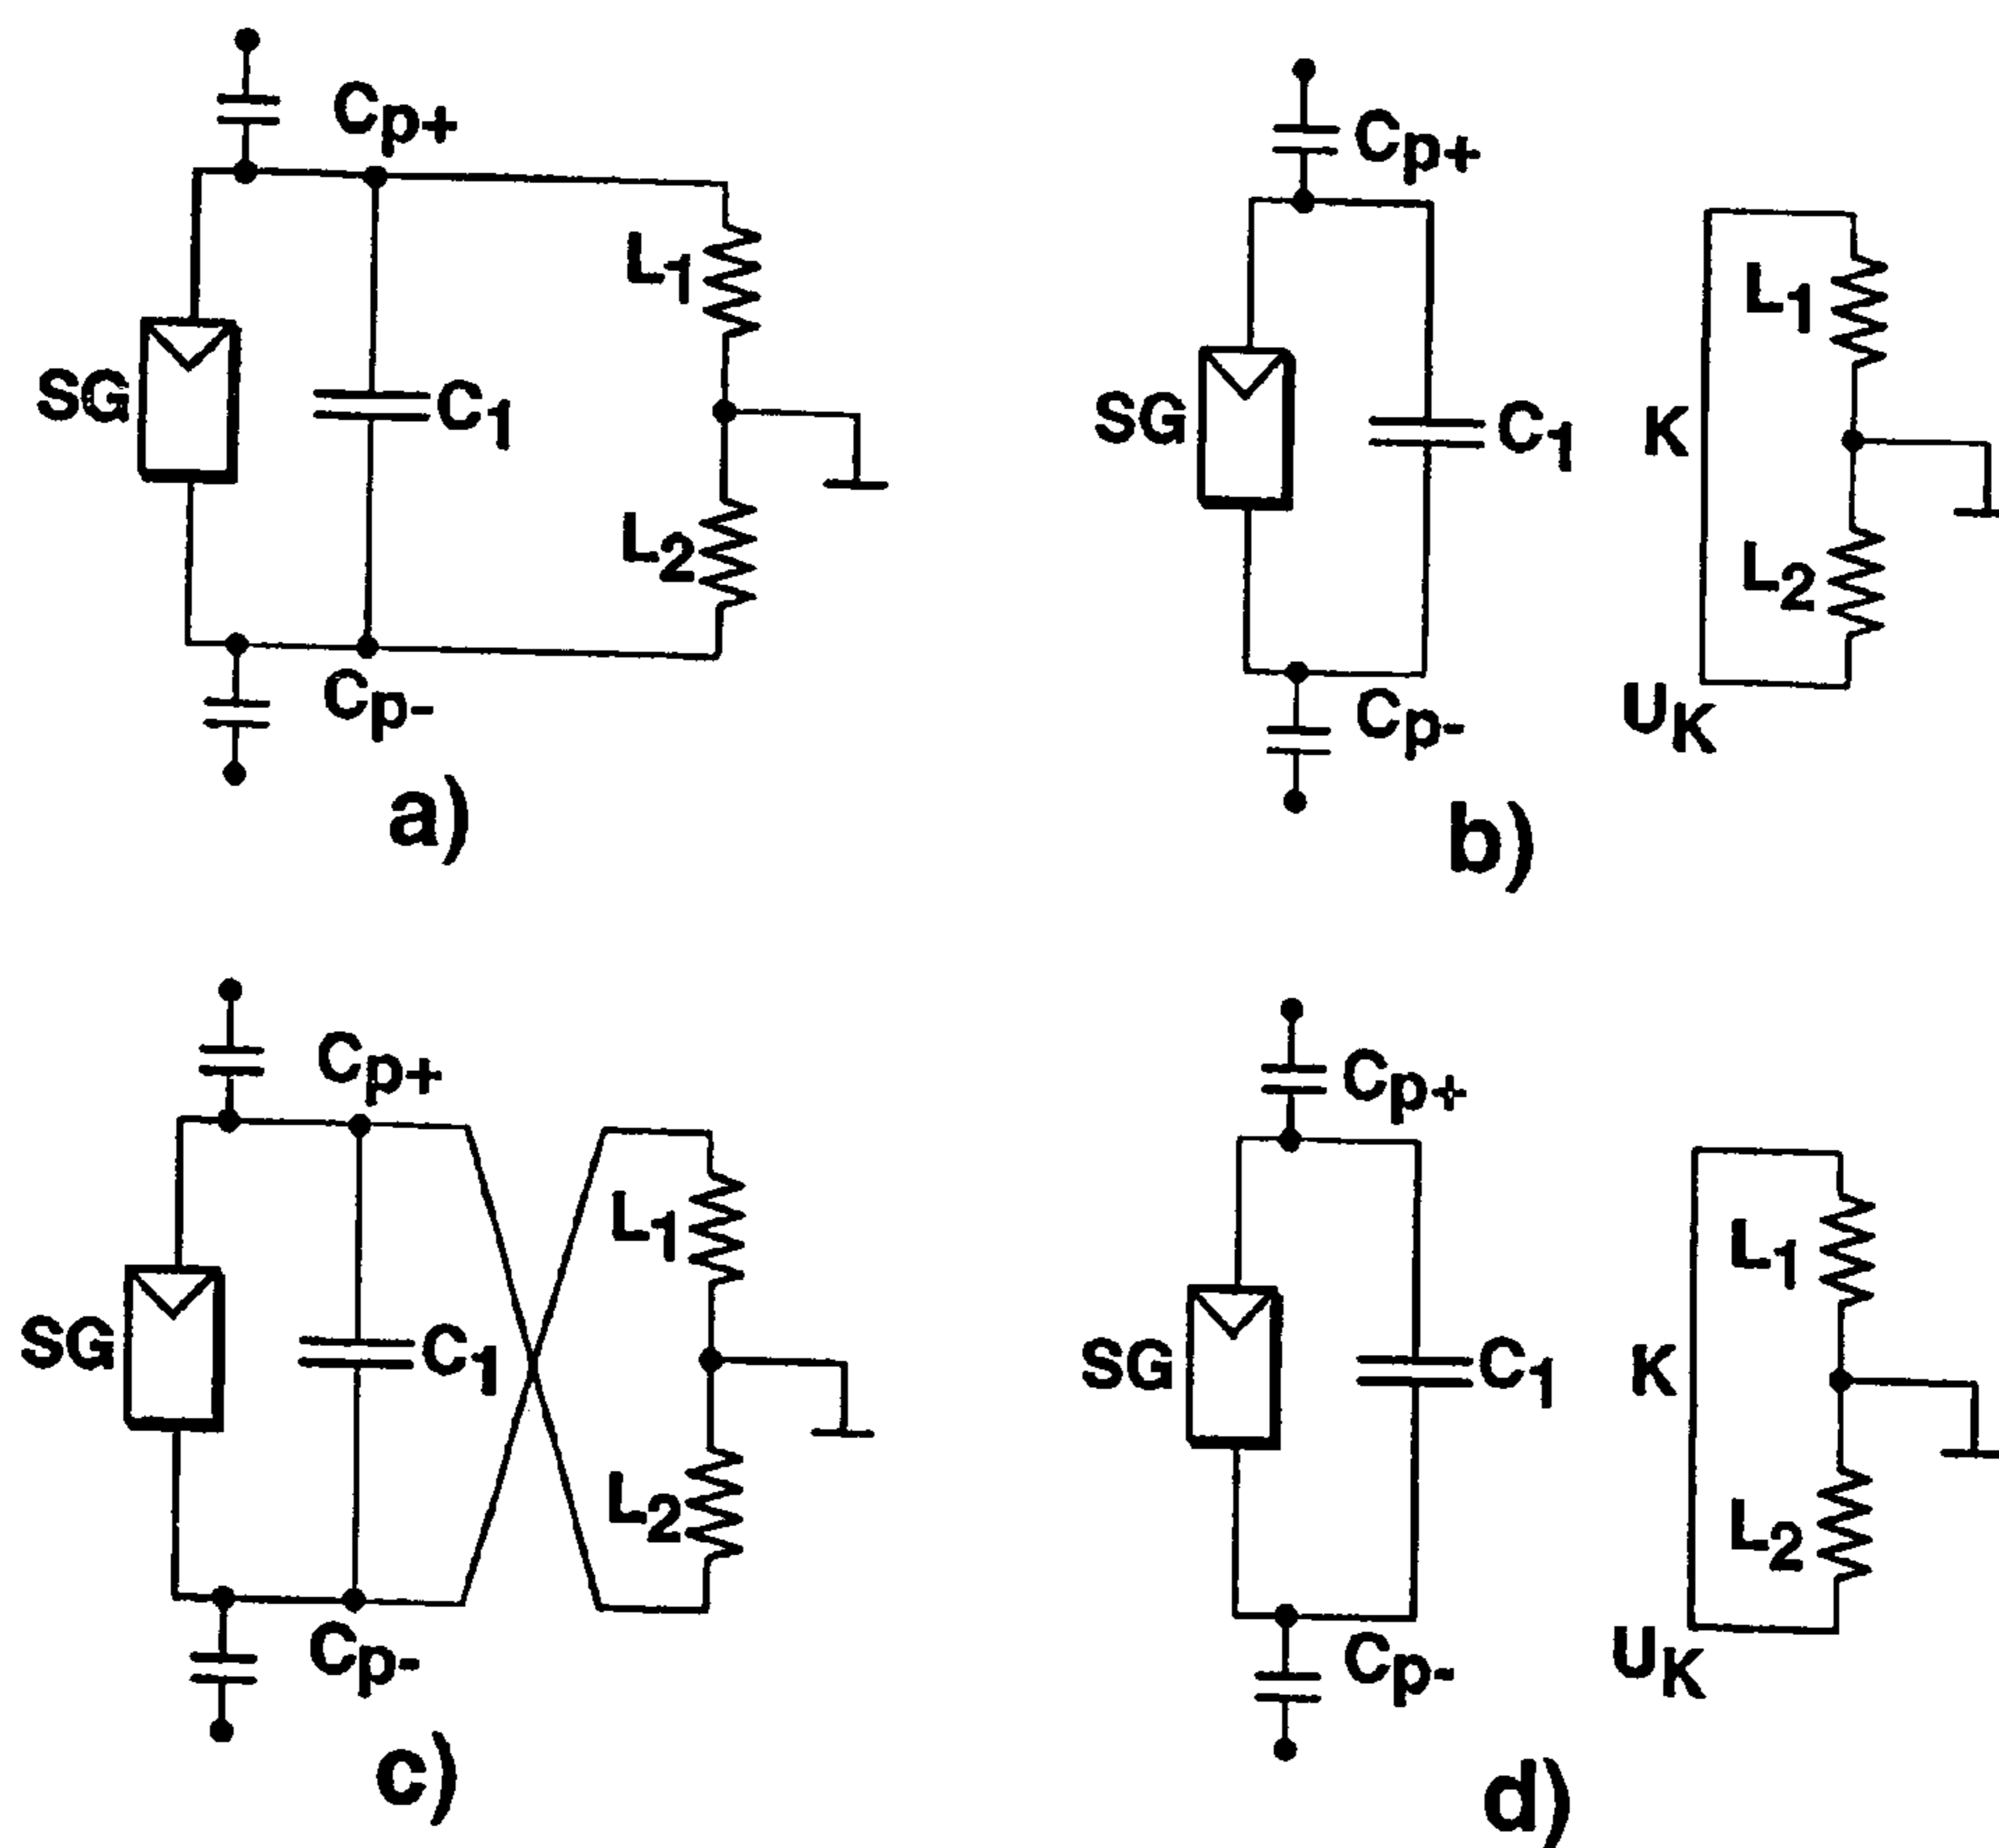 Cp+
L1
SG
C1
L2
Cp-
a)
Cp+
L1
SG
C1
K
L2
Cp-
UK
b)
Cp+
L1
SG
C1
L2
Cp-
c)
Cp+
L1
SG
C1
K
L2
Cp-
UK
d)